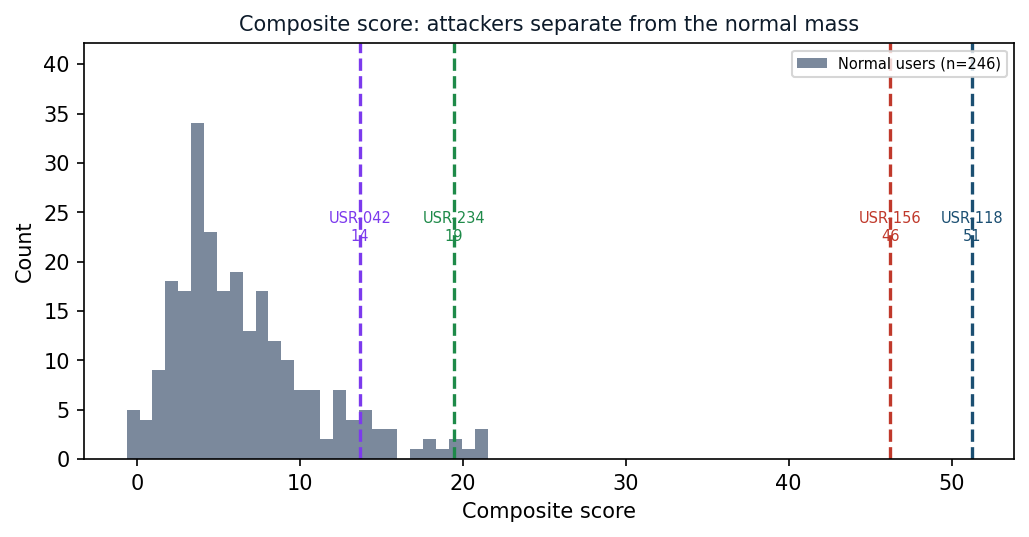 Composite score: attackers separate from the normal mass
Normal users (n=246)
Count
40
35
30
25
20
15
10
5
0
USR-042
14
USR-234
19
USR-156
46
USR-118
51
0 10 20 30 40 50
Composite score